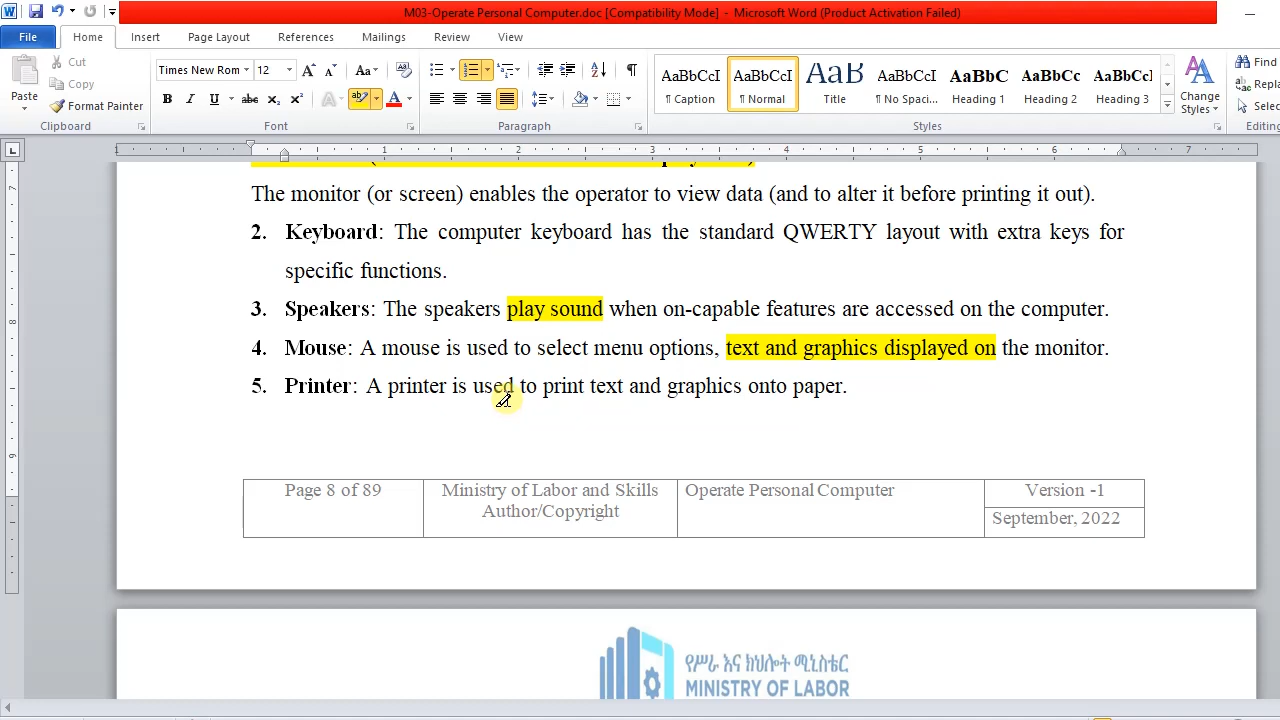 M03-Operate Personal Computer.doc [Compatibility Mode] - Microsoft Word (Product Activation Failed)
File Home Insert Page Layout References Mailings Review View
Cut
Copy
Format Painter
Paste
Clipboard
Times New Rom 12
Font
Paragraph
AaBbCcI AaBbCcI AaB AaBbCcI AaBbC AaBbCc AaBbCcI
¶ Caption ¶ Normal Title ¶ No Spaci... Heading 1 Heading 2 Heading 3
Styles
Change
Styles
Find
Repla
Selec
Editing
The monitor (or screen) enables the operator to view data (and to alter it before printing it out).
2. Keyboard: The computer keyboard has the standard QWERTY layout with extra keys for
specific functions.
3. Speakers: The speakers play sound when on-capable features are accessed on the computer.
4. Mouse: A mouse is used to select menu options, text and graphics displayed on the monitor.
5. Printer: A printer is used to print text and graphics onto paper.
Page 8 of 89
Ministry of Labor and Skills
Author/Copyright
Operate Personal Computer
Version -1
September, 2022
የሥራ እና ክህሎት ሚኒስቴር
MINISTRY OF LABOR